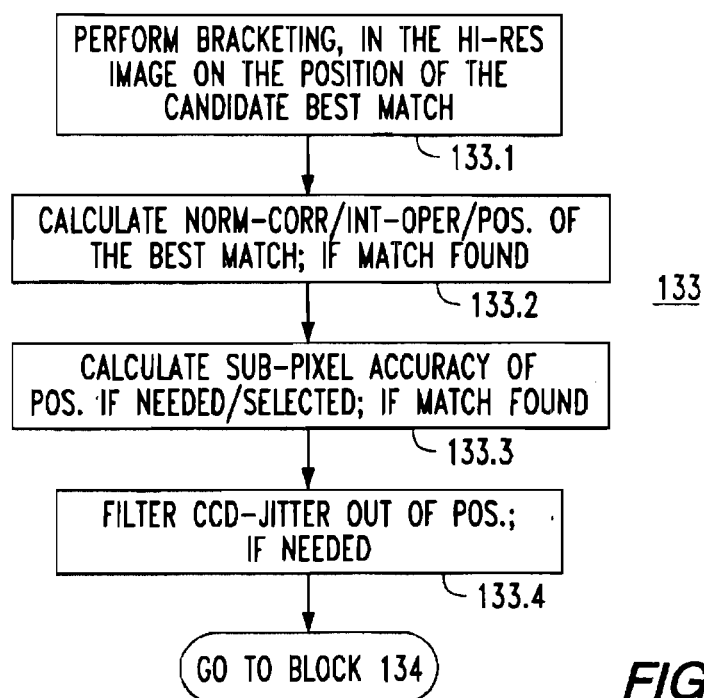 PERFORM BRACKETING, IN THE HI-RES
IMAGE ON THE POSITION OF THE
CANDIDATE BEST MATCH
133.1
CALCULATE NORM-CORR/INT-OPER/POS. OF
THE BEST MATCH; IF MATCH FOUND
133.2
133
CALCULATE SUB-PIXEL ACCURACY OF
POS. IF NEEDED/SELECTED; IF MATCH FOUND
133.3
FILTER CCD-JITTER OUT OF POS.;
IF NEEDED
133.4
GO TO BLOCK 134
FIG